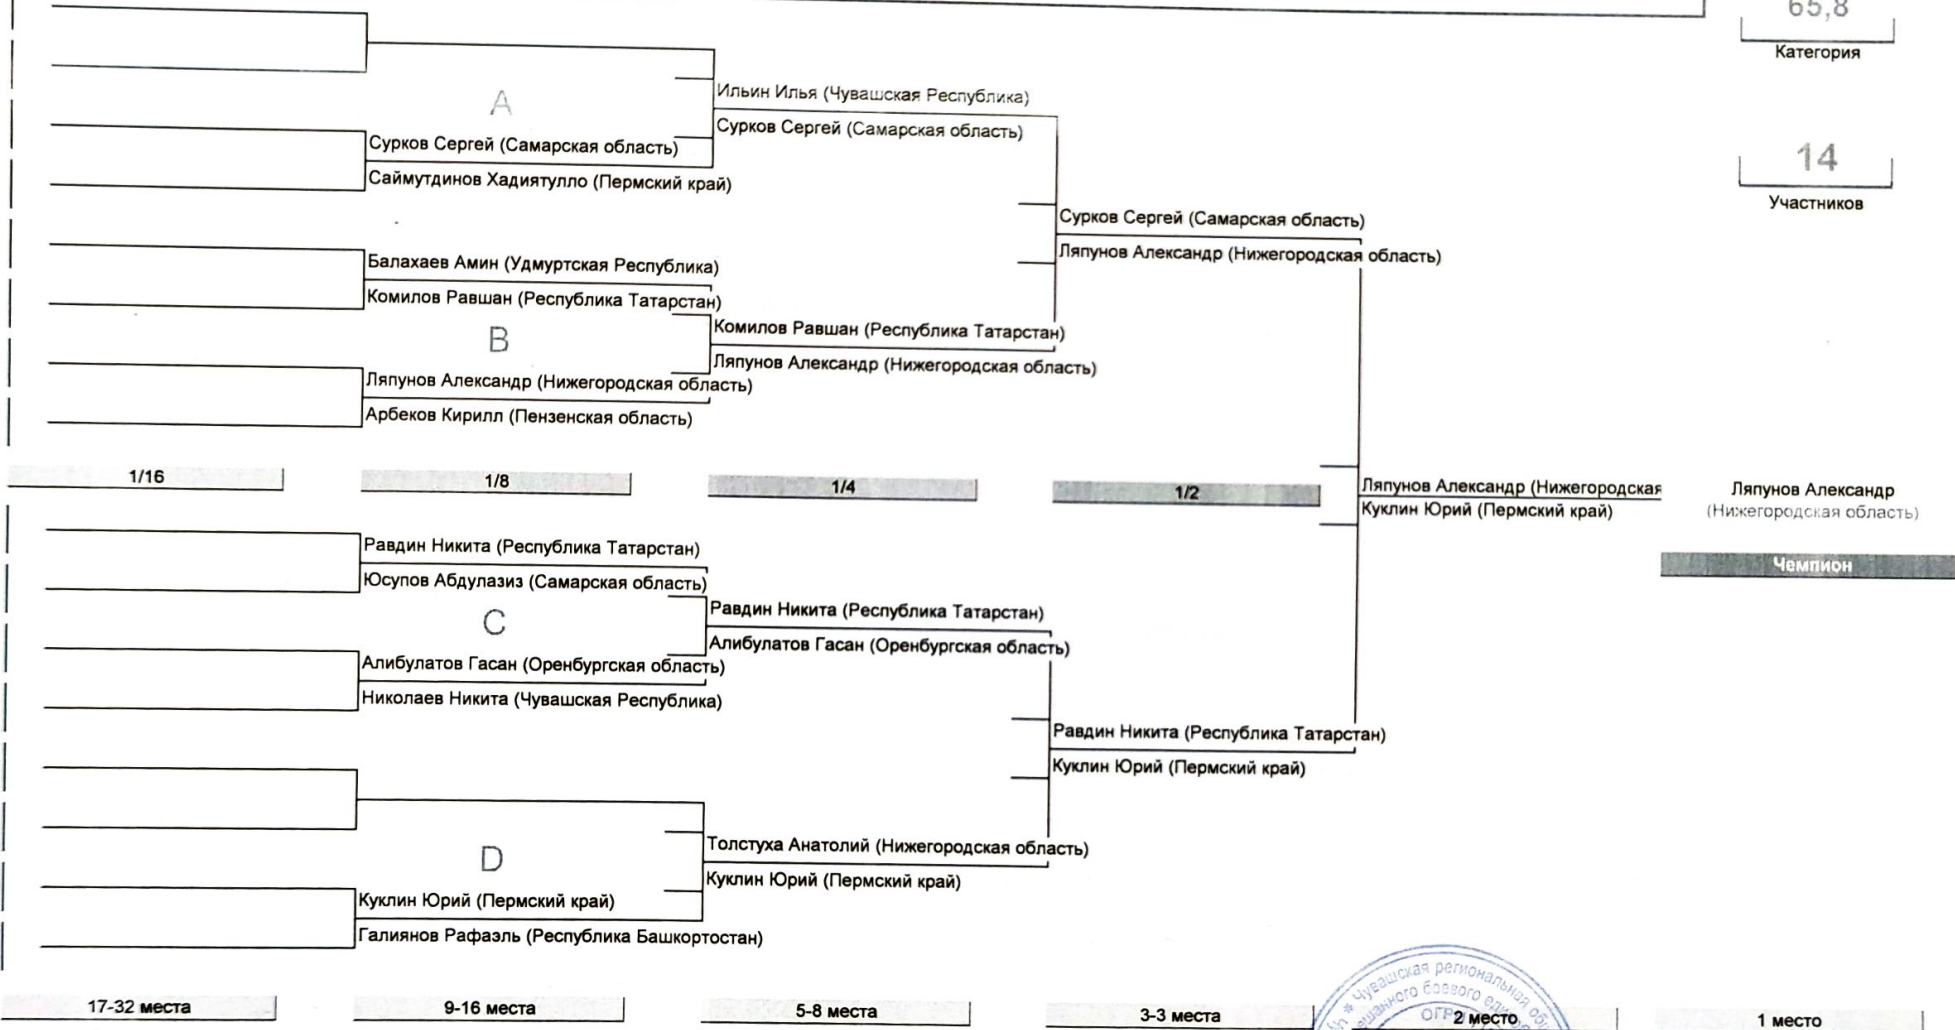 65,8
Категория
Ильин Илья (Чувашская Республика)
A
Сурков Сергей (Самарская область)
Сурков Сергей (Самарская область)
Саймутдинов Хадиятулло (Пермский край)
14
Участников
Сурков Сергей (Самарская область)
Ляпунов Александр (Нижегородская область)
Балахаев Амин (Удмуртская Республика)
Комилов Равшан (Республика Татарстан)
B
Комилов Равшан (Республика Татарстан)
Ляпунов Александр (Нижегородская область)
Ляпунов Александр (Нижегородская область)
Арбеков Кирилл (Пензенская область)
1/16
1/8
1/4
1/2
Ляпунов Александр (Нижегородская
Куклин Юрий (Пермский край)
Ляпунов Александр
(Нижегородская область)
Чемпион
Равдин Никита (Республика Татарстан)
Юсупов Абдулазиз (Самарская область)
C
Равдин Никита (Республика Татарстан)
Алибулатов Гасан (Оренбургская область)
Алибулатов Гасан (Оренбургская область)
Николаев Никита (Чувашская Республика)
Равдин Никита (Республика Татарстан)
Куклин Юрий (Пермский край)
D
Толстуха Анатолий (Нижегородская область)
Куклин Юрий (Пермский край)
Куклин Юрий (Пермский край)
Галиянов Рафаэль (Республика Башкортостан)
Чувашская региональная
боевого
17-32 места
9-16 места
5-8 места
3-3 места
2 место
1 место